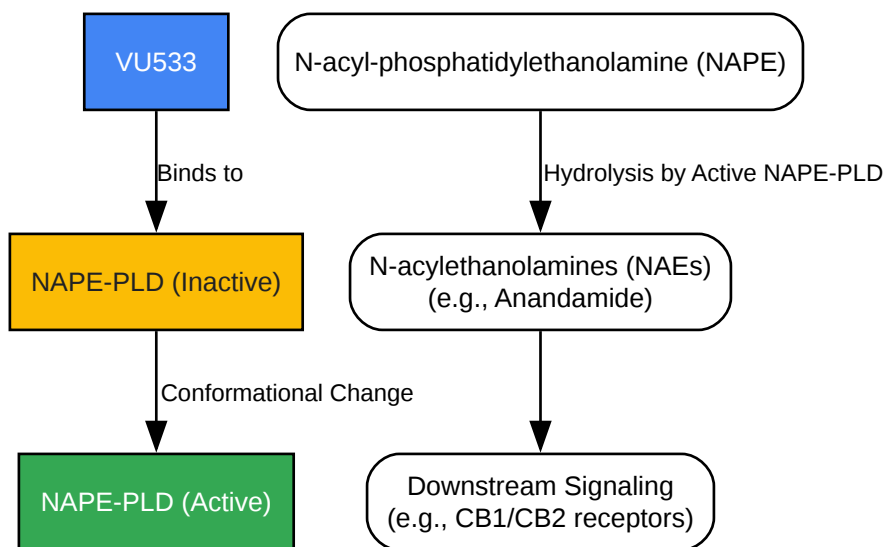 VU533
N-acyl-phosphatidylethanolamine (NAPE)
Binds to
Hydrolysis by Active NAPE-PLD
NAPE-PLD (Inactive)
N-acylethanolamines (NAEs)
(e.g., Anandamide)
Conformational Change
NAPE-PLD (Active)
Downstream Signaling
(e.g., CB1/CB2 receptors)